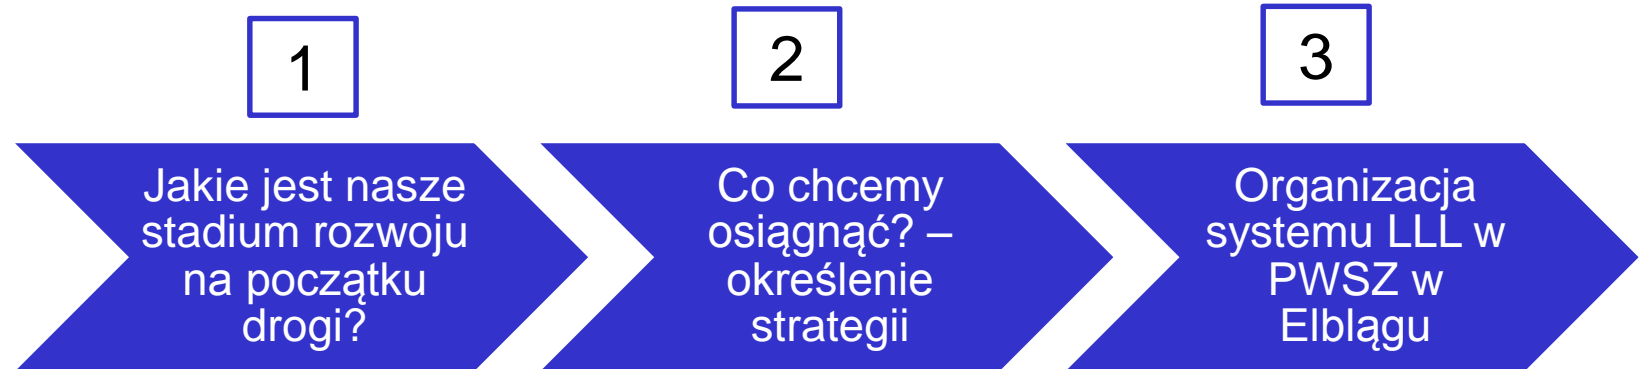 1
Jakie jest nasze
stadium rozwoju
na początku
drogi?
2
Co chcemy
osiągnąć? –
określenie
strategii
3
Organizacja
systemu LLL w
PWSZ w
Elblągu